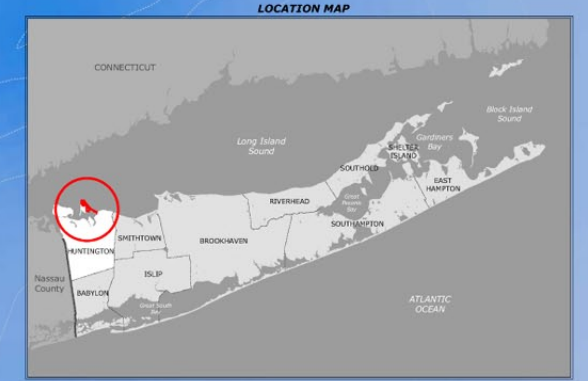 LOCATION MAP
CONNECTICUT
Block Island
Sound
Long Island
Sound
Gardiners
Bay
SHELTER
ISLAND
SOUTHOLD
EAST
HAMPTON
RIVERHEAD
Great
Peconic
Bay
SOUTHAMPTON
SMITHTOWN
BROOKHAVEN
HUNTINGTON
Nassau
County
ISLIP
BABYLON
Great South
Bay
ATLANTIC
OCEAN